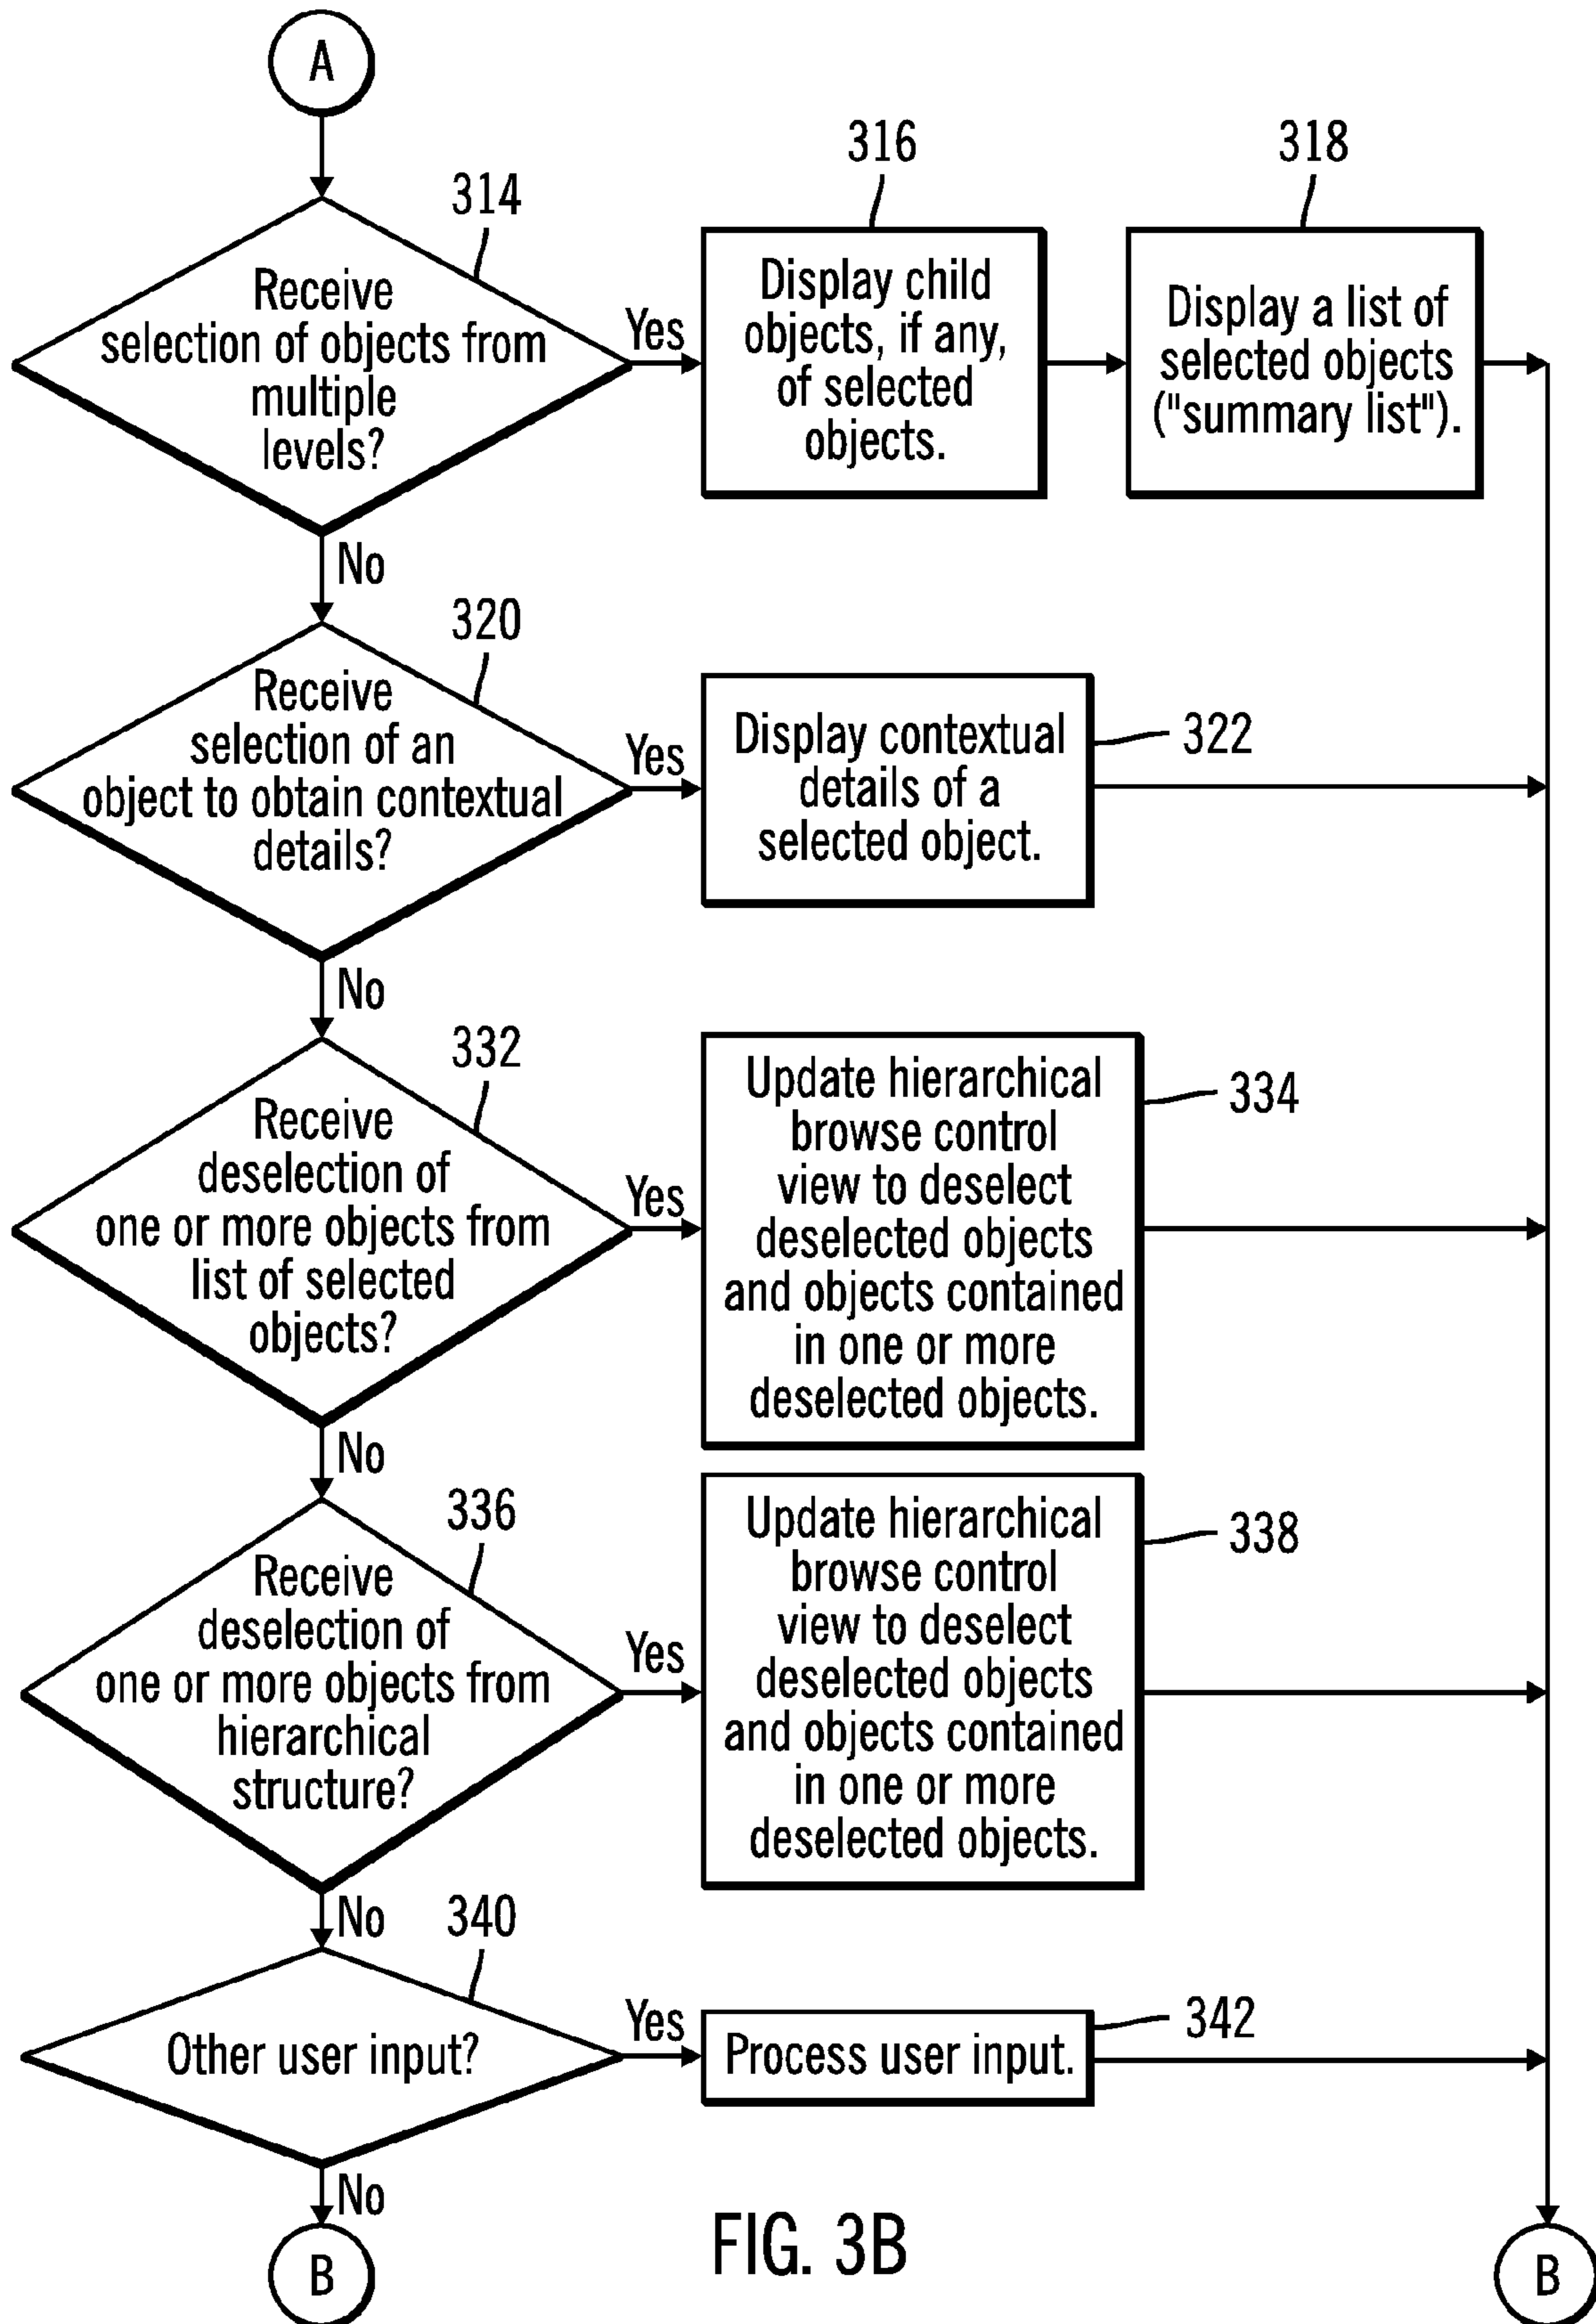 A
314
Receive
selection of objects from
multiple
levels?
Yes
316
Display child
objects, if any,
of selected
objects.
318
Display a list of
selected objects
("summary list").
No
320
Receive
selection of an
object to obtain contextual
details?
Yes
Display contextual
details of a
selected object.
322
No
332
Receive
deselection of
one or more objects from
list of selected
objects?
Yes
Update hierarchical
browse control
view to deselect
deselected objects
and objects contained
in one or more
deselected objects.
334
No
336
Receive
deselection of
one or more objects from
hierarchical
structure?
Yes
Update hierarchical
browse control
view to deselect
deselected objects
and objects contained
in one or more
deselected objects.
338
No
340
Other user input?
Yes
Process user input.
342
No
B
FIG. 3B
B